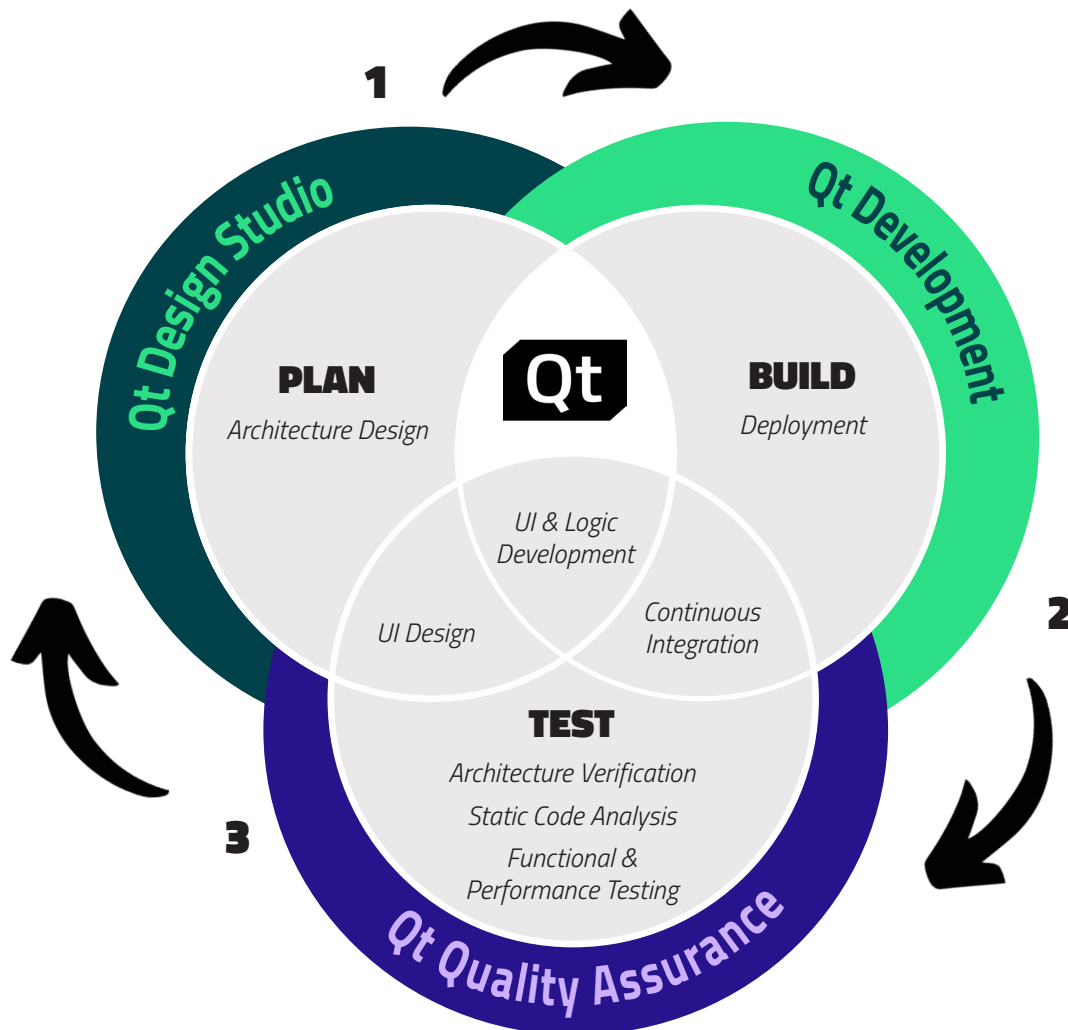 1
Qt Design Studio
Qt Development
PLAN
Architecture Design
Qt
BUILD
Deployment
UI & Logic
Development
2
UI Design
Continuous
Integration
TEST
Architecture Verification
Static Code Analysis
Functional &
Performance Testing
3
Qt Quality Assurance